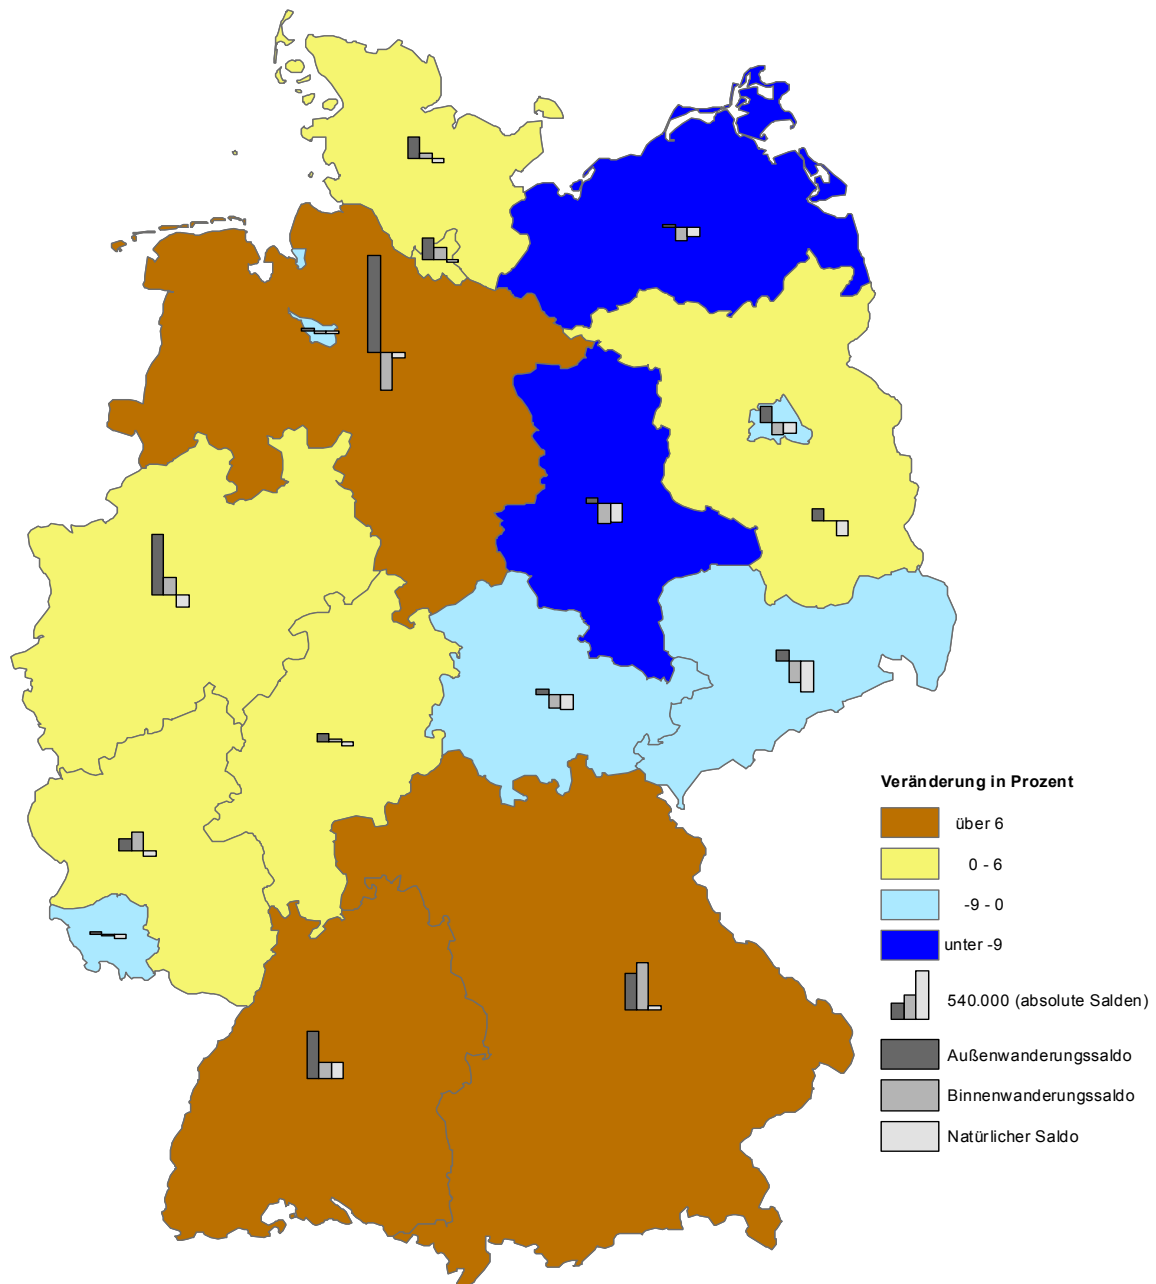 Veränderung in Prozent
über 6
0 - 6
-9 - 0
unter -9
540.000 (absolute Salden)
Außenwanderungssaldo
Binnenwanderungssaldo
Natürlicher Saldo